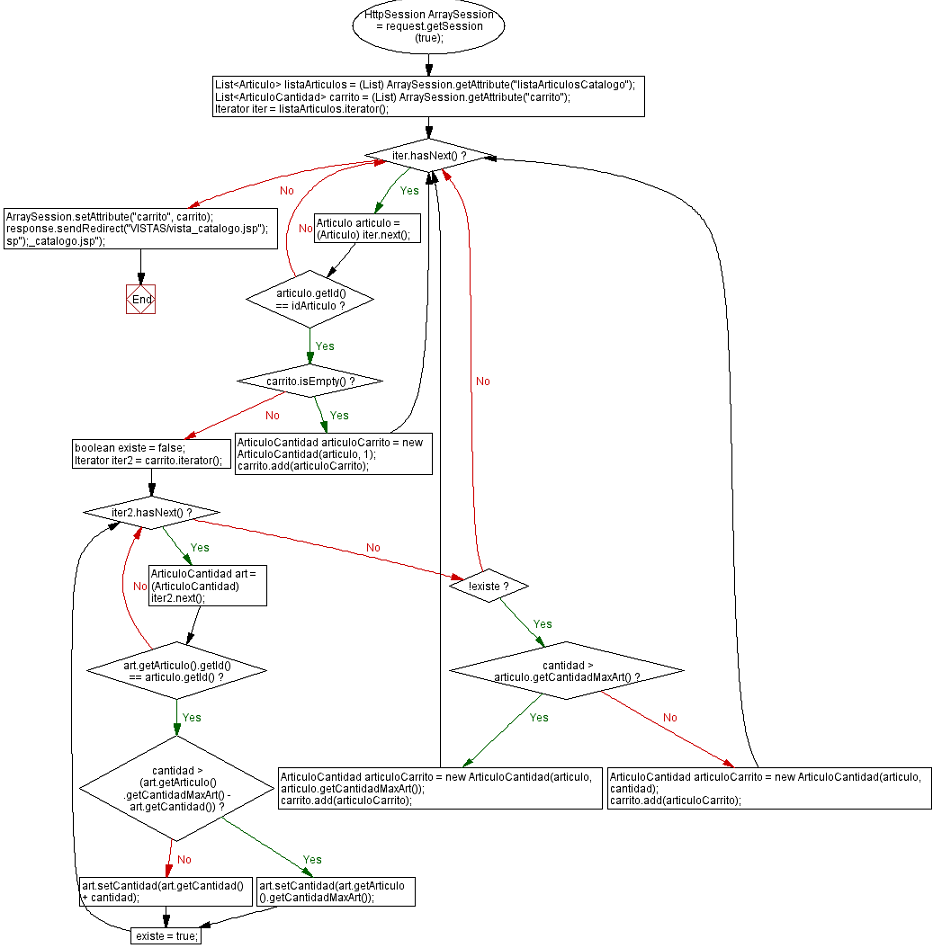 HttpSession ArraySession
= request.getSession
(true);
List<Articulo> listaArticulos = (List) ArraySession.getAttribute("listaArticulosCatalogo");
List<ArticuloCantidad> carrito = (List) ArraySession.getAttribute("carrito");
Iterator iter = listaArticulos.iterator();
iter.hasNext() ?
No
Yes
ArraySession.setAttribute("carrito", carrito);
response.sendRedirect("VISTAS/vista_catalogo.jsp");
sp");_catalogo.jsp");
No
Articulo articulo =
(Articulo) iter.next();
End
articulo.getId()
== idArticulo ?
Yes
carrito.isEmpty() ?
No
No
Yes
boolean existe = false;
Iterator iter2 = carrito.iterator();
ArticuloCantidad articuloCarrito = new
ArticuloCantidad(articulo, 1);
carrito.add(articuloCarrito);
iter2.hasNext() ?
Yes
No
No
ArticuloCantidad art =
(ArticuloCantidad)
iter2.next();
!existe ?
Yes
art.getArticulo().getId()
== articulo.getId() ?
cantidad >
articulo.getCantidadMaxArt() ?
Yes
Yes
No
cantidad >
(art.getArticulo()
.getCantidadMaxArt() -
art.getCantidad()) ?
ArticuloCantidad articuloCarrito = new ArticuloCantidad(articulo,
articulo.getCantidadMaxArt());
carrito.add(articuloCarrito);
ArticuloCantidad articuloCarrito = new ArticuloCantidad(articulo,
cantidad);
carrito.add(articuloCarrito);
No
Yes
art.setCantidad(art.getCantidad()
+ cantidad);
art.setCantidad(art.getArticulo
().getCantidadMaxArt());
existe = true;